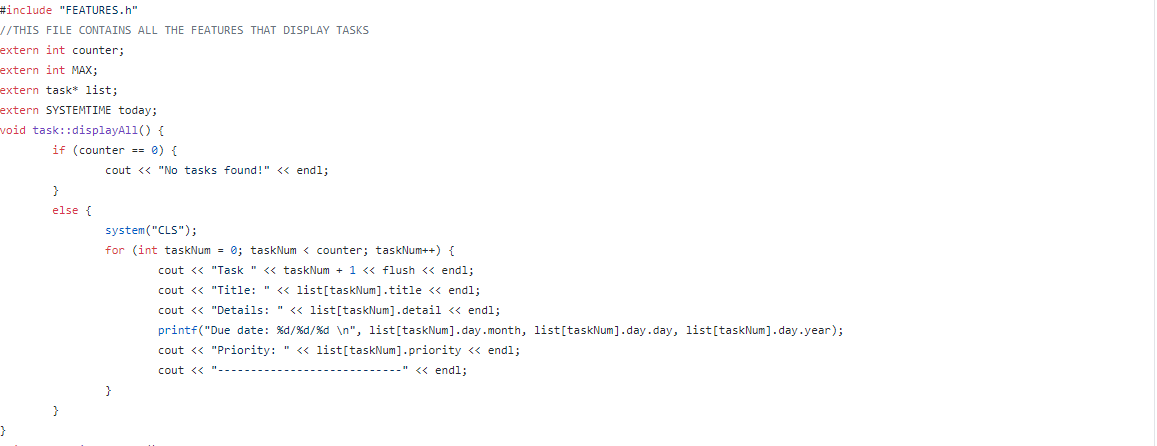 #include "FEATURES.h"
//THIS FILE CONTAINS ALL THE FEATURES THAT DISPLAY TASKS
extern int counter;
extern int MAX;
extern task* list;
extern SYSTEMTIME today;
void task::displayAll() {
        if (counter == 0) {
                cout << "No tasks found!" << endl;
        }
        else {
                system("CLS");
                for (int taskNum = 0; taskNum < counter; taskNum++) {
                        cout << "Task " << taskNum + 1 << flush << endl;
                        cout << "Title: " << list[taskNum].title << endl;
                        cout << "Details: " << list[taskNum].detail << endl;
                        printf("Due date: %d/%d/%d \n", list[taskNum].day.month, list[taskNum].day.day, list[taskNum].day.year);
                        cout << "Priority: " << list[taskNum].priority << endl;
                        cout << "----------------------------" << endl;
                }
        }
}